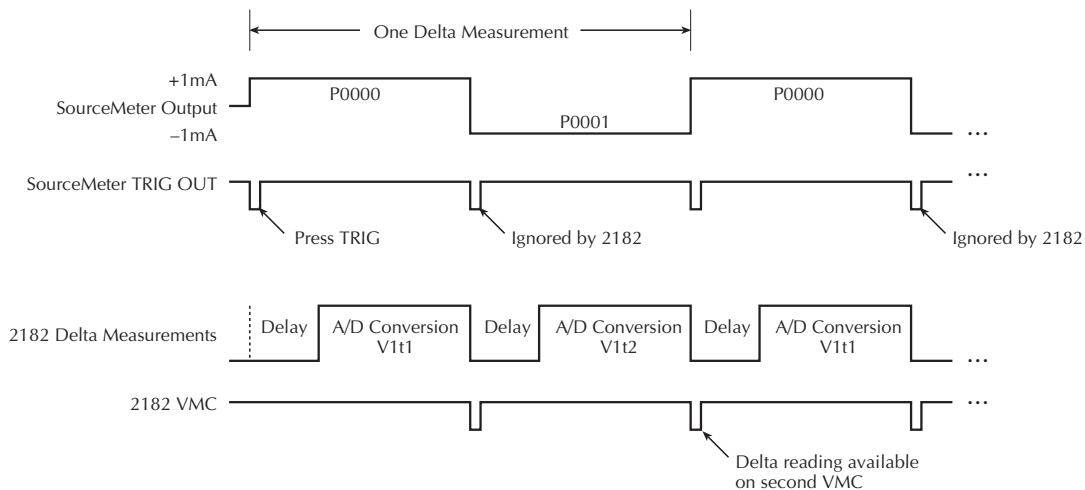 One Delta Measurement
+1mA
P0000
P0000
SourceMeter Output
P0001
–1mA
...
SourceMeter TRIG OUT
...
Press TRIG
Ignored by 2182
Ignored by 2182
2182 Delta Measurements
Delay
A/D Conversion
V1t1
Delay
A/D Conversion
V1t2
Delay
A/D Conversion
V1t1
...
2182 VMC
...
Delta reading available
on second VMC